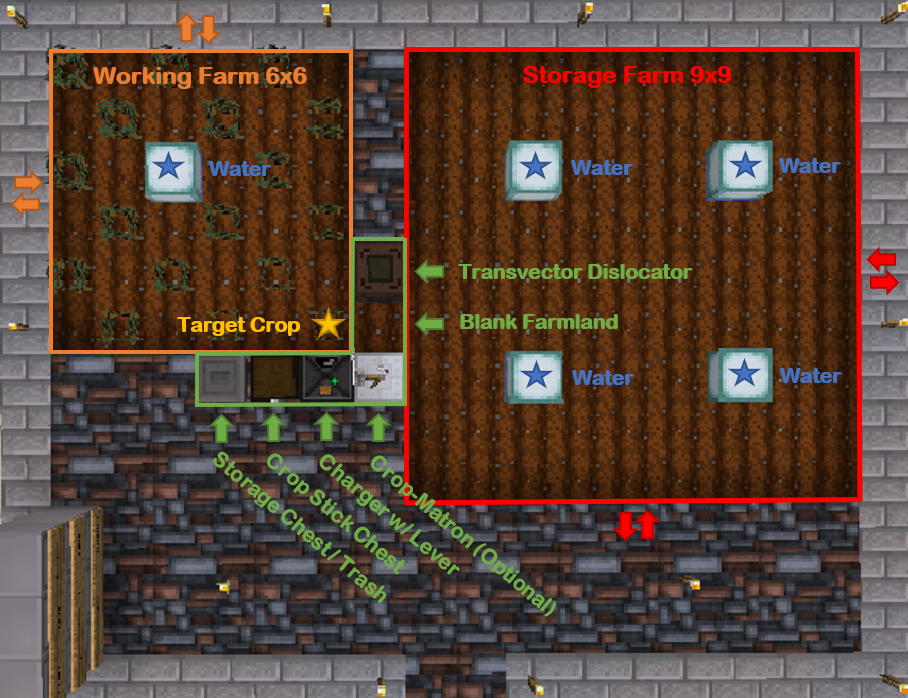 Working Farm 6x6
Storage Farm 9x9
Water
Water
Water
Transvector Dislocator
Target Crop
Blank Farmland
Water
Water
Storage Chest / Trash
Crop Stick Chest
Charger w/ Lever
Crop-Matron (Optional)